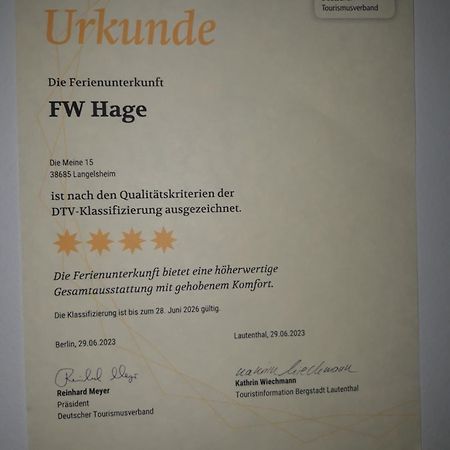 Urkunde
Tourismusverband
Die Ferienunterkunft
FW Hage
Die Meine 15
38685 Langelsheim
ist nach den Qualitätskriterien der
DTV-Klassifizierung ausgezeichnet.
Die Ferienunterkunft bietet eine höherwertige
Gesamtausstattung mit gehobenem Komfort.
Die Klassifizierung ist bis zum 28. Juni 2026 gültig.
Berlin, 29.06.2023
Lautenthal, 29.06.2023
Reinhard Meyer
Präsident
Deutscher Tourismusverband
Kathrin Wiechmann
Touristinformation Bergstadt Lautenthal